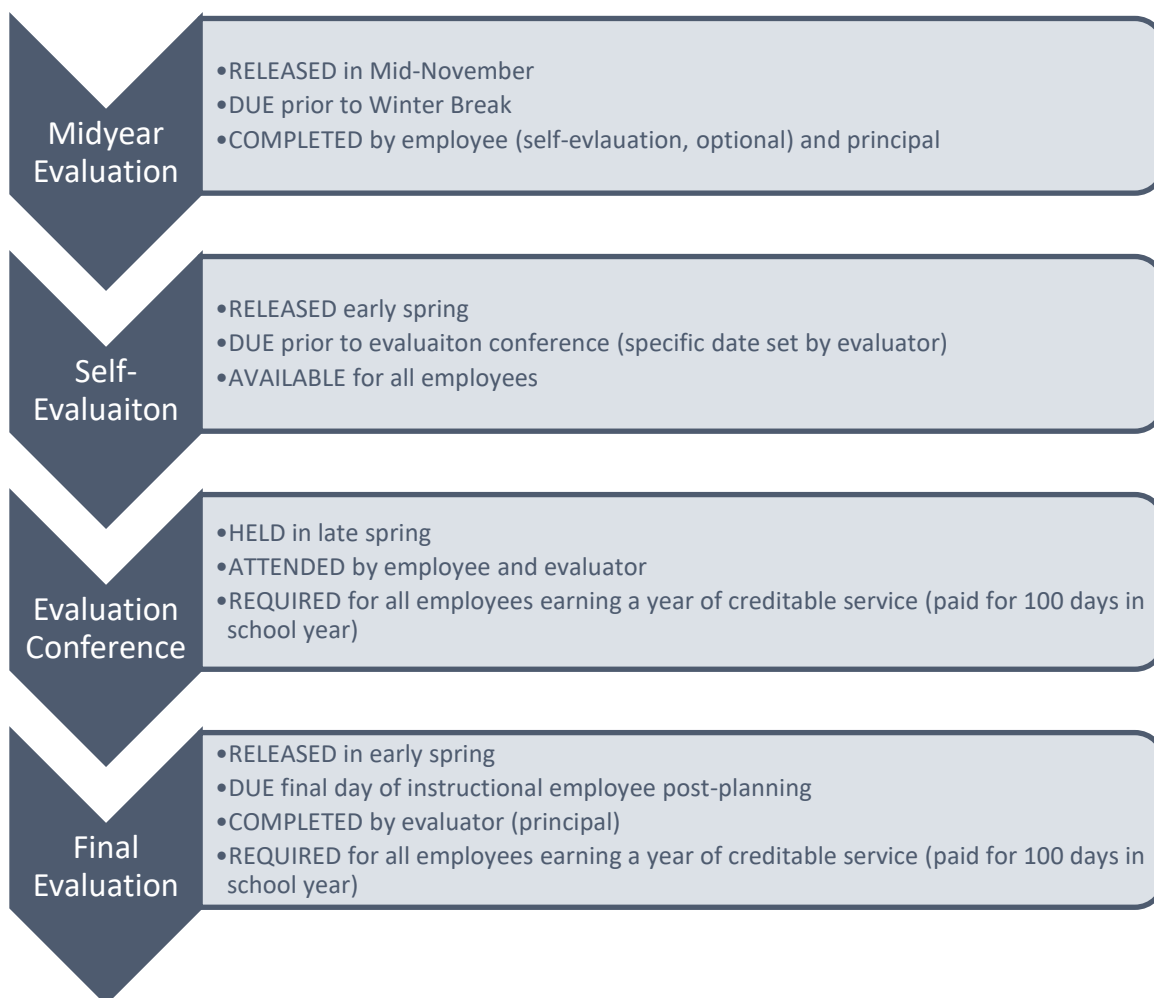 Midyear
Evaluation
•RELEASED in Mid-November
•DUE prior to Winter Break
•COMPLETED by employee (self-evlauation, optional) and principal
Self-
Evaluaiton
•RELEASED early spring
•DUE prior to evaluaiton conference (specific date set by evaluator)
•AVAILABLE for all employees
Evaluation
Conference
•HELD in late spring
•ATTENDED by employee and evaluator
•REQUIRED for all employees earning a year of creditable service (paid for 100 days in
school year)
Final
Evaluation
•RELEASED in early spring
•DUE final day of instructional employee post-planning
•COMPLETED by evaluator (principal)
•REQUIRED for all employees earning a year of creditable service (paid for 100 days in
school year)